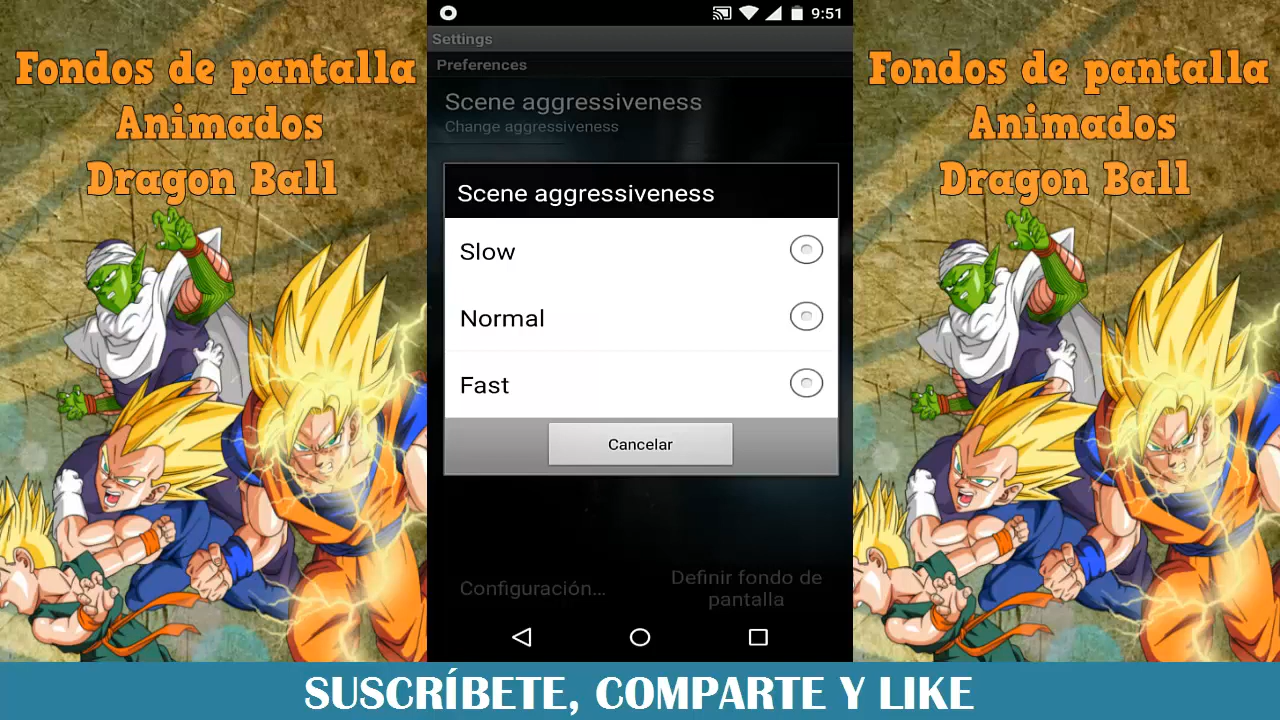 Fondos de pantalla
Animados
Dragon Ball
9:51
Settings
Preferences
Scene aggressiveness
Change aggressiveness
Scene aggressiveness
Slow
Normal
Fast
Cancelar
Configuración...
Definir fondo de
pantalla
Fondos de pantalla
Animados
Dragon Ball
SUSCRÍBETE, COMPARTE Y LIKE